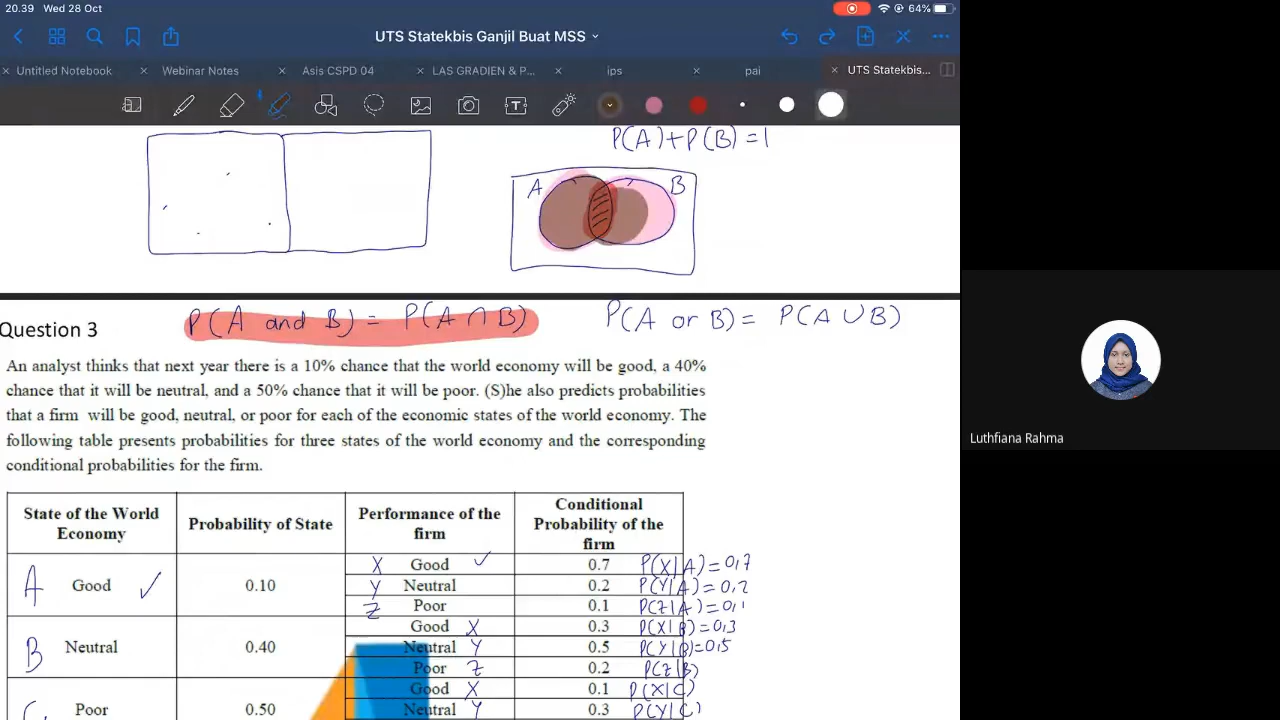 20.39 Wed 28 Oct
64%
UTS Statekbis Ganjil Buat MSS
Untitled Notebook
Webinar Notes
Asis CSPD 04
LAS GRADIEN & P...
ips
pai
UTS Statekbis...
P(A)+P(B)=1
A
B
P(A and B) = P(A ∩ B)
P(A or B) = P(A ∪ B)
Question 3
An analyst thinks that next year there is a 10% chance that the world economy will be good, a 40%
chance that it will be neutral, and a 50% chance that it will be poor. (S)he also predicts probabilities
that a firm will be good, neutral, or poor for each of the economic states of the world economy. The
following table presents probabilities for three states of the world economy and the corresponding
conditional probabilities for the firm.
State of the World Economy
Probability of State
Performance of the firm
Conditional Probability of the firm
A Good ✓ 0.10
X Good ✓ 0.7 P(X|A)=0,7
Y Neutral 0.2 P(Y|A)=0,2
Z Poor 0.1 P(Z|A)=0,1
B Neutral 0.40
Good X 0.3 P(X|B)=0,3
Neutral Y 0.5 P(Y|B)=0,5
Poor Z 0.2 P(Z|B)
C Poor 0.50
Good X 0.1 P(X|C)
Neutral Y 0.3 P(Y|C)
Luthfiana Rahma